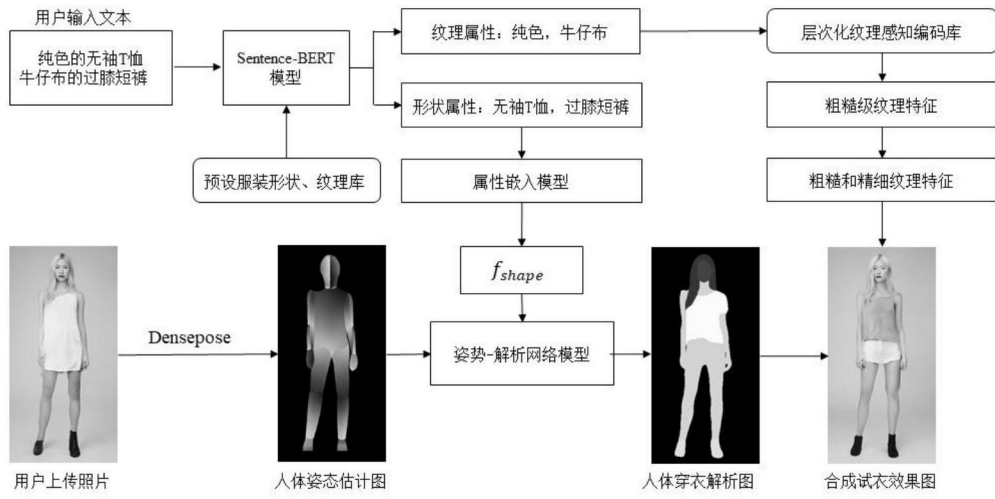 用户输入文本
纯色的无袖T恤
牛仔布的过膝短裤
Sentence-BERT
模型
预设服装形状、纹理库
纹理属性：纯色，牛仔布
形状属性：无袖T恤，过膝短裤
属性嵌入模型
f_shape
姿势-解析网络模型
层次化纹理感知编码库
粗糙级纹理特征
粗糙和精细纹理特征
Densepose
用户上传照片
人体姿态估计图
人体穿衣解析图
合成试衣效果图